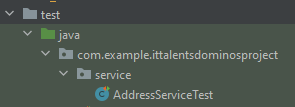 test
java
com.example.ittalentsdominosproject
service
AddressServiceTest